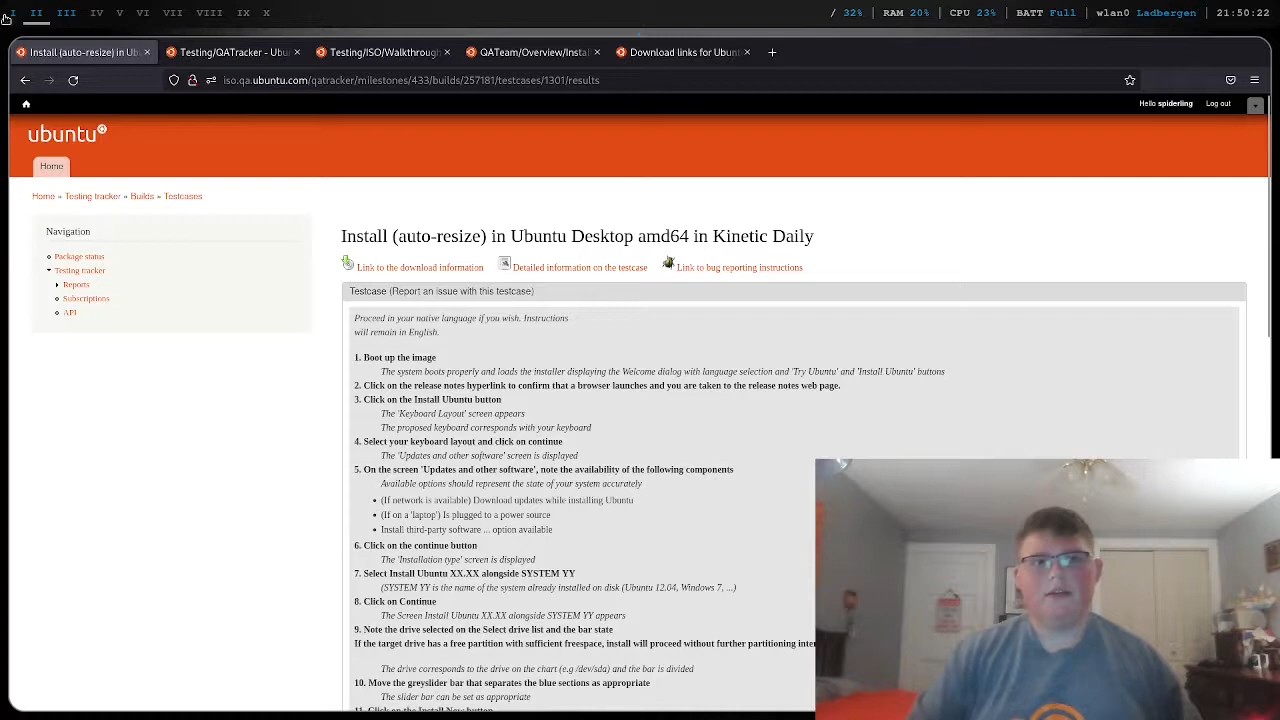 I II III IV V VI VII VIII IX X
/ 32% | RAM 20% | CPU 23% | BATT Full | wlan0 Ladbergen | 21:50:22
Install (auto-resize) in Ub × Testing/QATracker - Ubu × Testing/ISO/Walkthrough × QATeam/Overview/Instal × Download links for Ubunt × +
iso.qa.ubuntu.com/qatracker/milestones/433/builds/257181/testcases/1301/results
Hello spiderling Log out
ubuntu
Home
Home » Testing tracker » Builds » Testcases
Navigation
Package status
Testing tracker
Reports
Subscriptions
API
Install (auto-resize) in Ubuntu Desktop amd64 in Kinetic Daily
Link to the download information Detailed information on the testcase Link to bug reporting instructions
Testcase (Report an issue with this testcase)
Proceed in your native language if you wish. Instructions
will remain in English.
1. Boot up the image
The system boots properly and loads the installer displaying the Welcome dialog with language selection and 'Try Ubuntu' and 'Install Ubuntu' buttons
2. Click on the release notes hyperlink to confirm that a browser launches and you are taken to the release notes web page.
3. Click on the Install Ubuntu button
The 'Keyboard Layout' screen appears
The proposed keyboard corresponds with your keyboard
4. Select your keyboard layout and click on continue
The 'Updates and other software' screen is displayed
5. On the screen 'Updates and other software', note the availability of the following components
Available options should represent the state of your system accurately
• (If network is available) Download updates while installing Ubuntu
• (If on a 'laptop') Is plugged to a power source
• Install third-party software ... option available
6. Click on the continue button
The 'Installation type' screen is displayed
7. Select Install Ubuntu XX.XX alongside SYSTEM YY
(SYSTEM YY is the name of the system already installed on disk (Ubuntu 12.04, Windows 7, ...)
8. Click on Continue
The Screen Install Ubuntu XX.XX alongside SYSTEM YY appears
9. Note the drive selected on the Select drive list and the bar state
If the target drive has a free partition with sufficient freespace, install will proceed without further partitioning inter
The drive corresponds to the drive on the chart (e.g /dev/sda) and the bar is divided
10. Move the greyslider bar that separates the blue sections as appropriate
The slider bar can be set as appropriate
11. Click on the Install Now button